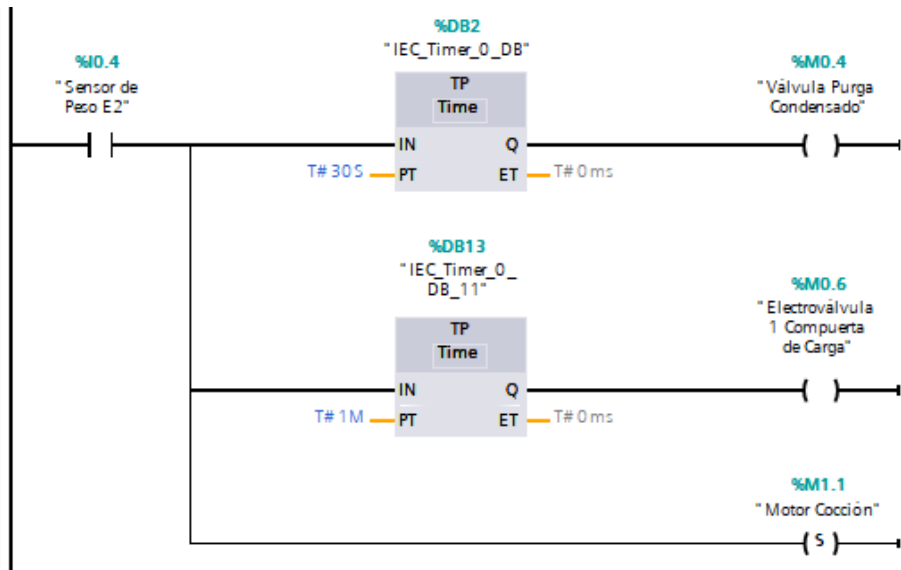 %DB2
"IEC_Timer_0_DB"
%I0.4
"Sensor de
Peso E2"
TP
Time
%M0.4
"Válvula Purga
Condensado"
IN
Q
T#30S
PT
ET
T#0ms
%DB13
"IEC_Timer_0_
DB_11"
TP
Time
%M0.6
"Electroválvula
1 Compuerta
de Carga"
IN
Q
T#1M
PT
ET
T#0ms
%M1.1
"Motor Cocción"
S